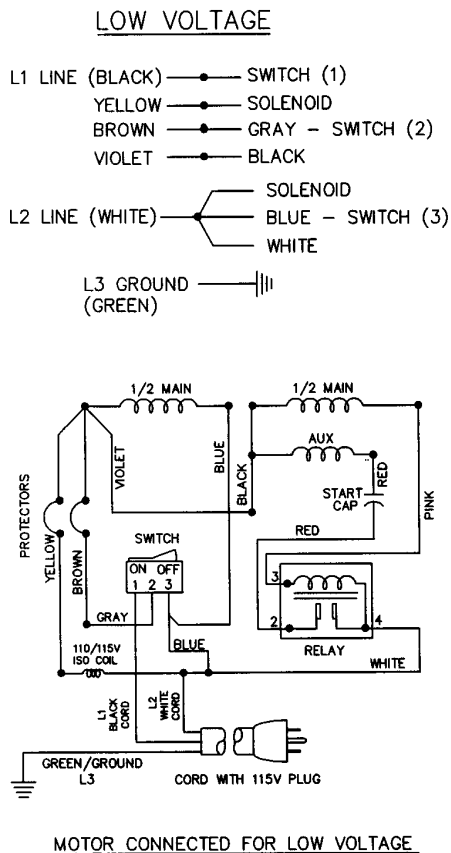 LOW VOLTAGE
L1 LINE (BLACK) SWITCH (1)
YELLOW SOLENOID
BROWN GRAY – SWITCH (2)
VIOLET BLACK
SOLENOID
L2 LINE (WHITE) BLUE – SWITCH (3)
WHITE
L3 GROUND
(GREEN)
1/2 MAIN 1/2 MAIN
AUX
VIOLET
BLUE
BLACK
RED
START
CAP
PINK
PROTECTORS
YELLOW
BROWN
RED
SWITCH
ON OFF
1 2 3
3
2 4
GRAY
RELAY
BLUE
WHITE
110/115V
ISO COIL
L1
BLACK
CORD
L2
WHITE
CORD
GREEN/GROUND
L3
CORD WITH 115V PLUG
MOTOR CONNECTED FOR LOW VOLTAGE